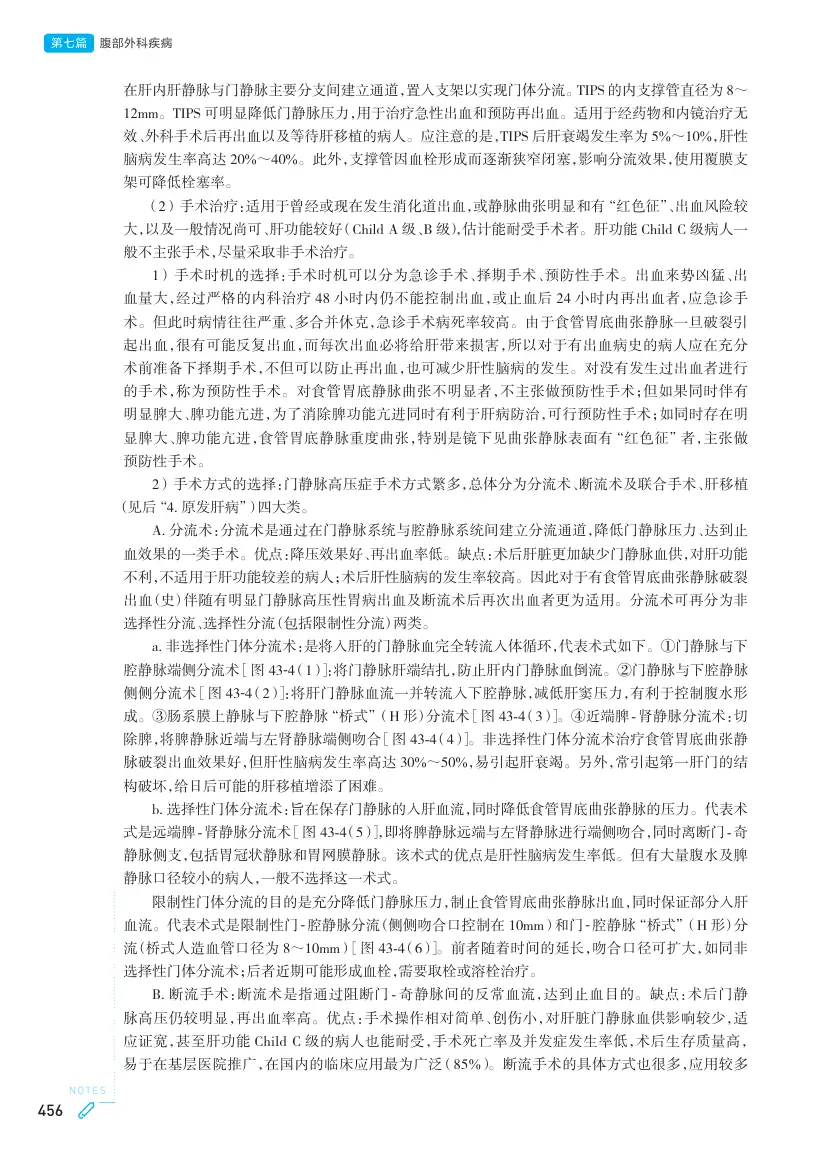 第七篇 腹部外科疾病
在肝内肝静脉与门静脉主要分支间建立通道,置入支架以实现门体分流。TIPS 的内支撑管直径为 8～
12mm。TIPS 可明显降低门静脉压力,用于治疗急性出血和预防再出血。适用于经药物和内镜治疗无
效、外科手术后再出血以及等待肝移植的病人。应注意的是,TIPS 后肝衰竭发生率为 5%～10%,肝性
脑病发生率高达 20%～40%。此外,支撑管因血栓形成而逐渐狭窄闭塞,影响分流效果,使用覆膜支
架可降低栓塞率。
（2）手术治疗:适用于曾经或现在发生消化道出血,或静脉曲张明显和有“红色征”、出血风险较
大,以及一般情况尚可、肝功能较好（Child A 级、B 级),估计能耐受手术者。肝功能 Child C 级病人一
般不主张手术,尽量采取非手术治疗。
1）手术时机的选择:手术时机可以分为急诊手术、择期手术、预防性手术。出血来势凶猛、出
血量大,经过严格的内科治疗 48 小时内仍不能控制出血,或止血后 24 小时内再出血者,应急诊手
术。但此时病情往往严重、多合并休克,急诊手术病死率较高。由于食管胃底曲张静脉一旦破裂引
起出血,很有可能反复出血,而每次出血必将给肝带来损害,所以对于有出血病史的病人应在充分
术前准备下择期手术,不但可以防止再出血,也可减少肝性脑病的发生。对没有发生过出血者进行
的手术,称为预防性手术。对食管胃底静脉曲张不明显者,不主张做预防性手术;但如果同时伴有
明显脾大、脾功能亢进,为了消除脾功能亢进同时有利于肝病防治,可行预防性手术;如同时存在明
显脾大、脾功能亢进,食管胃底静脉重度曲张,特别是镜下见曲张静脉表面有“红色征”者,主张做
预防性手术。
2）手术方式的选择:门静脉高压症手术方式繁多,总体分为分流术、断流术及联合手术、肝移植
（见后“4. 原发肝病”）四大类。
A. 分流术:分流术是通过在门静脉系统与腔静脉系统间建立分流通道,降低门静脉压力、达到止
血效果的一类手术。优点:降压效果好、再出血率低。缺点:术后肝脏更加缺少门静脉血供,对肝功能
不利,不适用于肝功能较差的病人;术后肝性脑病的发生率较高。因此对于有食管胃底曲张静脉破裂
出血（史）伴随有明显门静脉高压性胃病出血及断流术后再次出血者更为适用。分流术可再分为非
选择性分流、选择性分流（包括限制性分流）两类。
a. 非选择性门体分流术:是将入肝的门静脉血完全转流入体循环,代表术式如下。①门静脉与下
腔静脉端侧分流术［图 43-4（1）］:将门静脉肝端结扎,防止肝内门静脉血倒流。②门静脉与下腔静脉
侧侧分流术［图 43-4（2）］:将肝门静脉血流一并转流入下腔静脉,减低肝窦压力,有利于控制腹水形
成。③肠系膜上静脉与下腔静脉“桥式”（H 形）分流术［图 43-4（3）］。④近端脾 - 肾静脉分流术:切
除脾,将脾静脉近端与左肾静脉端侧吻合［图 43-4（4）］。非选择性门体分流术治疗食管胃底曲张静
脉破裂出血效果好,但肝性脑病发生率高达 30%～50%,易引起肝衰竭。另外,常引起第一肝门的结
构破坏,给日后可能的肝移植增添了困难。
b. 选择性门体分流术:旨在保存门静脉的入肝血流,同时降低食管胃底曲张静脉的压力。代表术
式是远端脾 - 肾静脉分流术［图 43-4（5）］,即将脾静脉远端与左肾静脉进行端侧吻合,同时离断门 - 奇
静脉侧支,包括胃冠状静脉和胃网膜静脉。该术式的优点是肝性脑病发生率低。但有大量腹水及脾
静脉口径较小的病人,一般不选择这一术式。
限制性门体分流的目的是充分降低门静脉压力,制止食管胃底曲张静脉出血,同时保证部分入肝
血流。代表术式是限制性门 - 腔静脉分流（侧侧吻合口控制在 10mm）和门 - 腔静脉“桥式”（H 形）分
流（桥式人造血管口径为 8～10mm）［图 43-4（6）］。前者随着时间的延长,吻合口径可扩大,如同非
选择性门体分流术;后者近期可能形成血栓,需要取栓或溶栓治疗。
B. 断流手术:断流术是指通过阻断门 - 奇静脉间的反常血流,达到止血目的。缺点:术后门静
脉高压仍较明显,再出血率高。优点:手术操作相对简单、创伤小,对肝脏门静脉血供影响较少,适
应证宽,甚至肝功能 Child C 级的病人也能耐受,手术死亡率及并发症发生率低,术后生存质量高,
易于在基层医院推广,在国内的临床应用最为广泛（85%）。断流手术的具体方式也很多,应用较多
NOTES
456